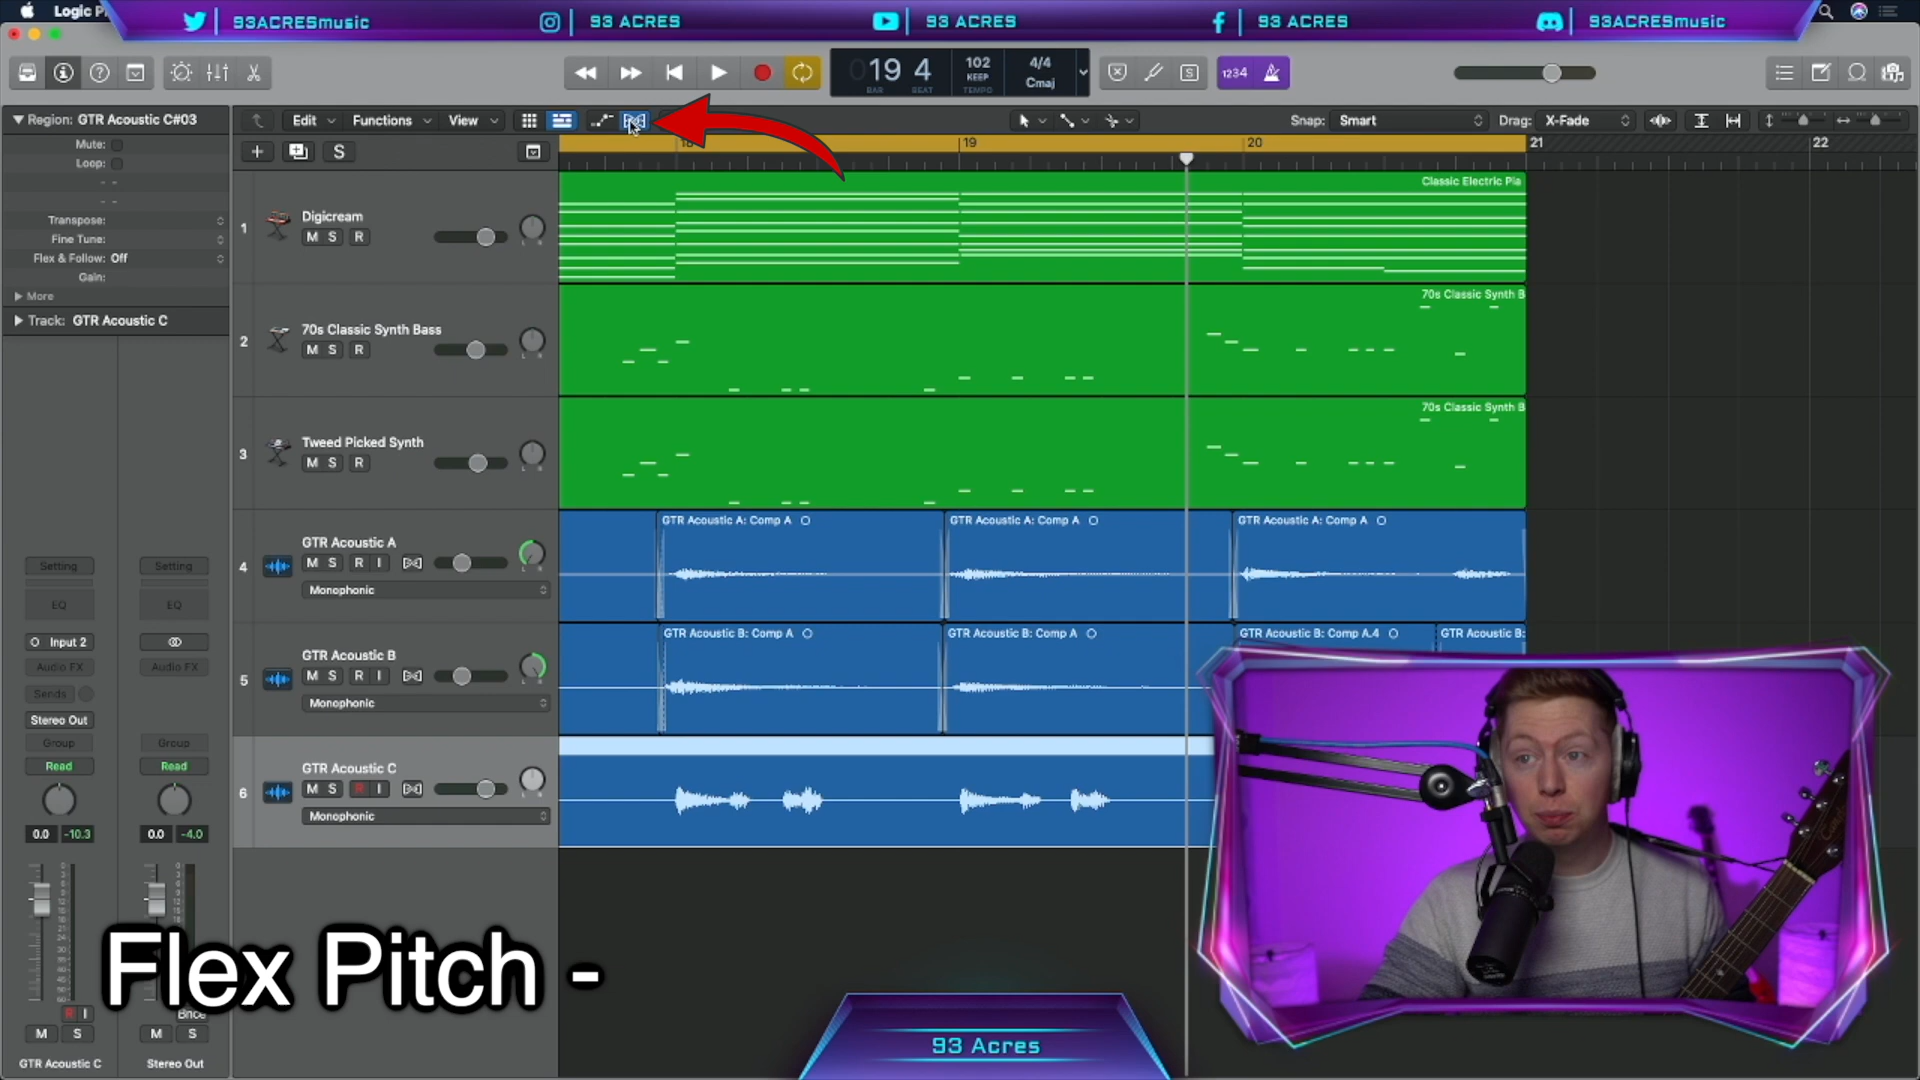 Logic P
93ACRESmusic
93 ACRES
93 ACRES
93 ACRES
93ACRESmusic
19 4
BAR
BEAT
102
KEEP
TEMPO
4/4
Cmaj
1234
Region: GTR Acoustic C#03
Mute:
Loop:
Transpose:
Fine Tune:
Flex & Follow: Off
Gain:
More
Track: GTR Acoustic C
Edit
Functions
View
Snap: Smart
Drag: X-Fade
S
18
19
20
21
22
1
Digicream
M S R
Classic Electric Pia
2
70s Classic Synth Bass
M S R
70s Classic Synth B
3
Tweed Picked Synth
M S R
70s Classic Synth B
4
GTR Acoustic A
M S R I
Monophonic
GTR Acoustic A: Comp A
GTR Acoustic A: Comp A
GTR Acoustic A: Comp A
5
GTR Acoustic B
M S R I
Monophonic
GTR Acoustic B: Comp A
GTR Acoustic B: Comp A
GTR Acoustic B: Comp A.4
GTR Acoustic B:
6
GTR Acoustic C
M S R I
Monophonic
Setting
Setting
EQ
EQ
Input 2
Audio FX
Audio FX
Sends
Stereo Out
Group
Group
Read
Read
0.0
-10.3
0.0
-4.0
R I
Bnce
M S
M S
GTR Acoustic C
Stereo Out
Flex Pitch -
93 Acres